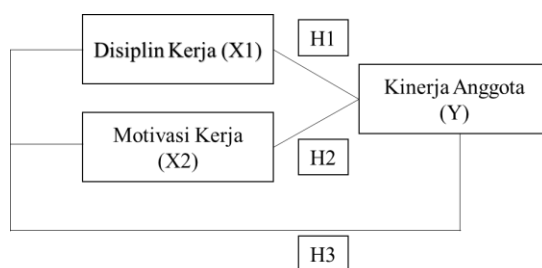 H1
Disiplin Kerja (X1)
Kinerja Anggota
(Y)
Motivasi Kerja
(X2)
H2
H3